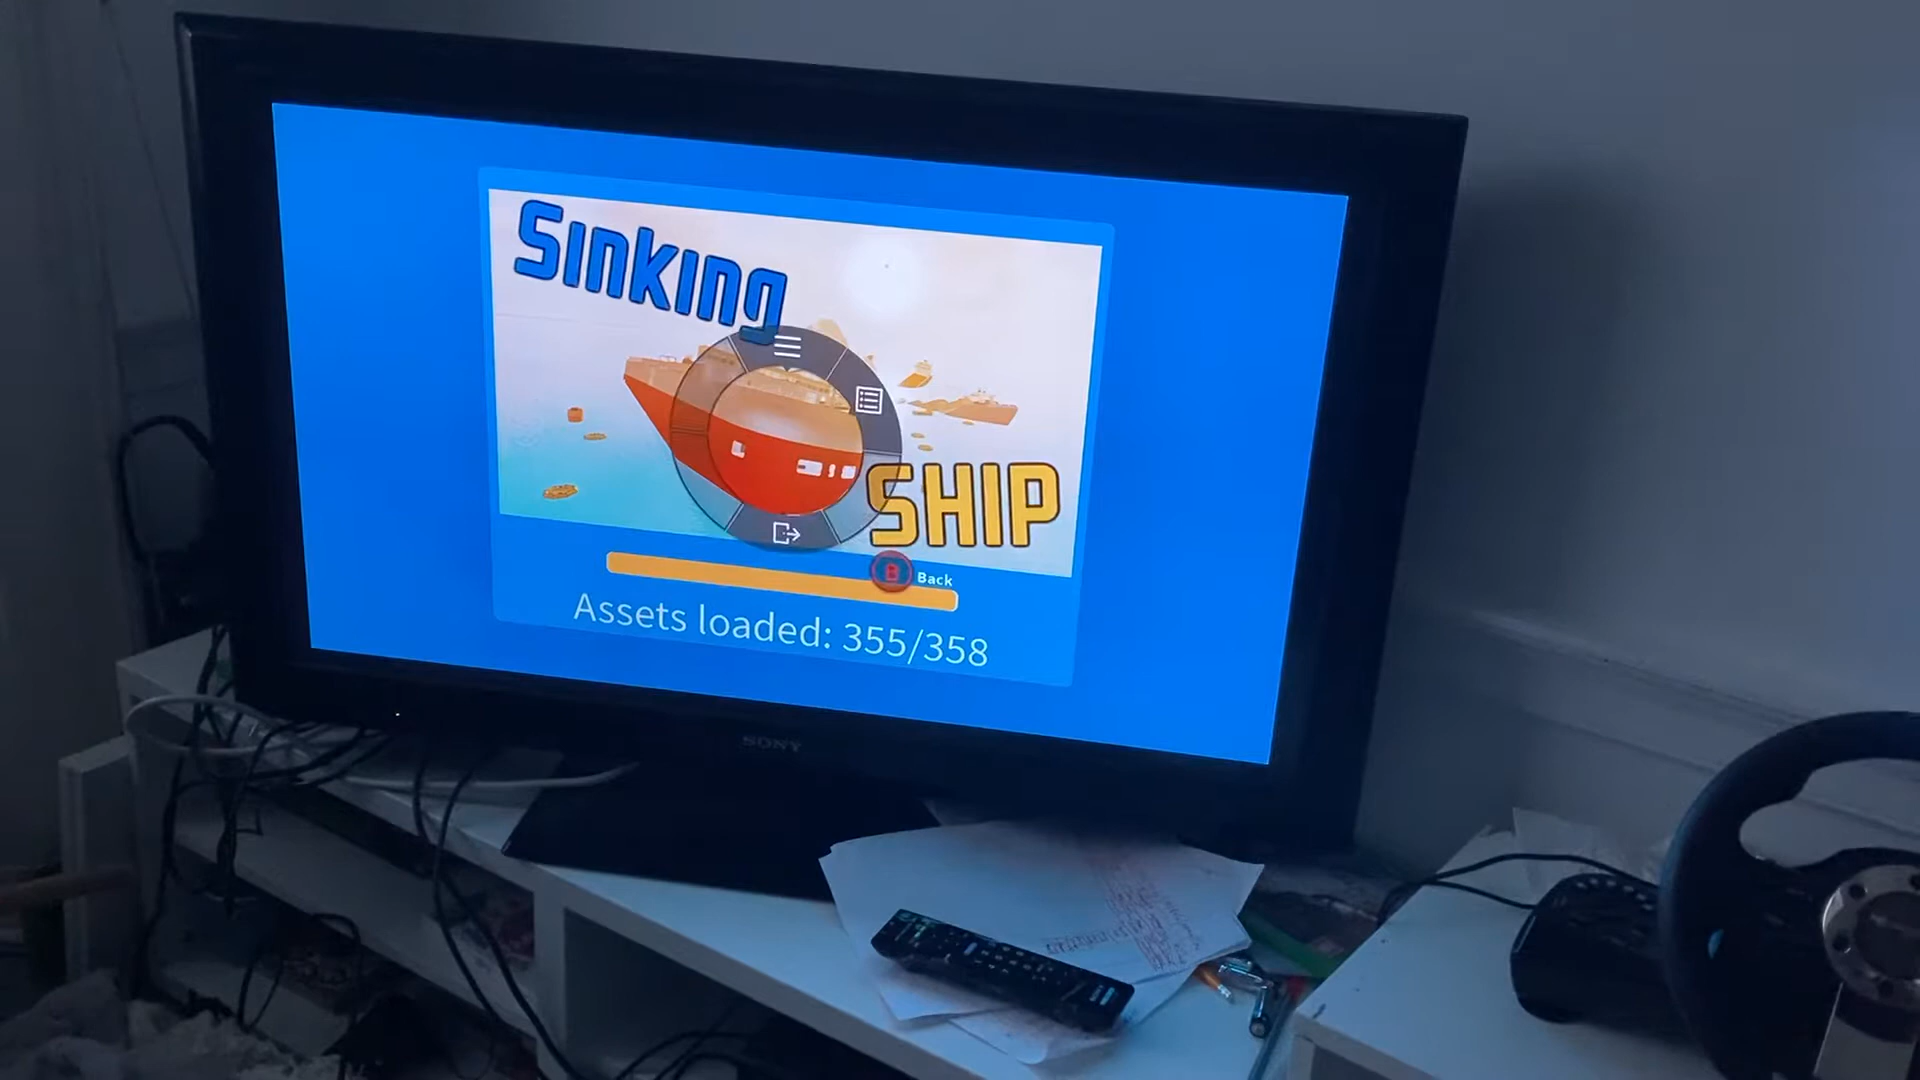 Sinking
SHIP
B Back
Assets loaded: 355/358
SONY